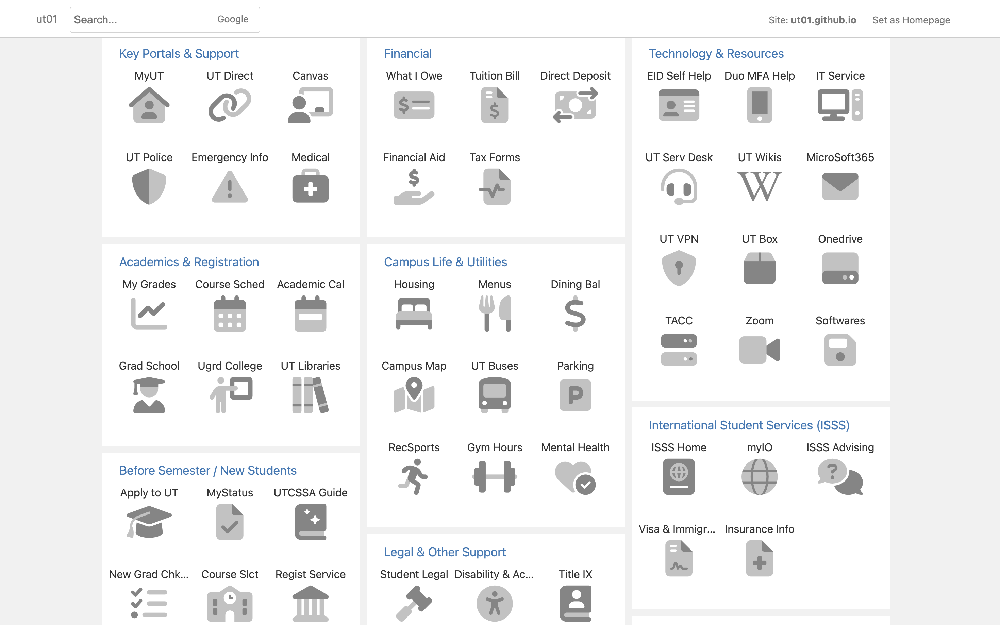 ut01
Search...
Google
Site: ut01.github.io
Set as Homepage
Key Portals & Support
MyUT
UT Direct
Canvas
UT Police
Emergency Info
Medical
Academics & Registration
My Grades
Course Sched
Academic Cal
Grad School
Ugrd College
UT Libraries
Before Semester / New Students
Apply to UT
MyStatus
UTCSSA Guide
New Grad Chk...
Course Slct
Regist Service
Financial
What I Owe
Tuition Bill
Direct Deposit
Financial Aid
Tax Forms
Campus Life & Utilities
Housing
Menus
Dining Bal
Campus Map
UT Buses
Parking
P
RecSports
Gym Hours
Mental Health
Legal & Other Support
Student Legal
Disability & Ac...
Title IX
Technology & Resources
EID Self Help
Duo MFA Help
IT Service
UT Serv Desk
UT Wikis
MicroSoft365
W
UT VPN
UT Box
Onedrive
TACC
Zoom
Softwares
International Student Services (ISSS)
ISSS Home
myIO
ISSS Advising
Visa & Immigr...
Insurance Info